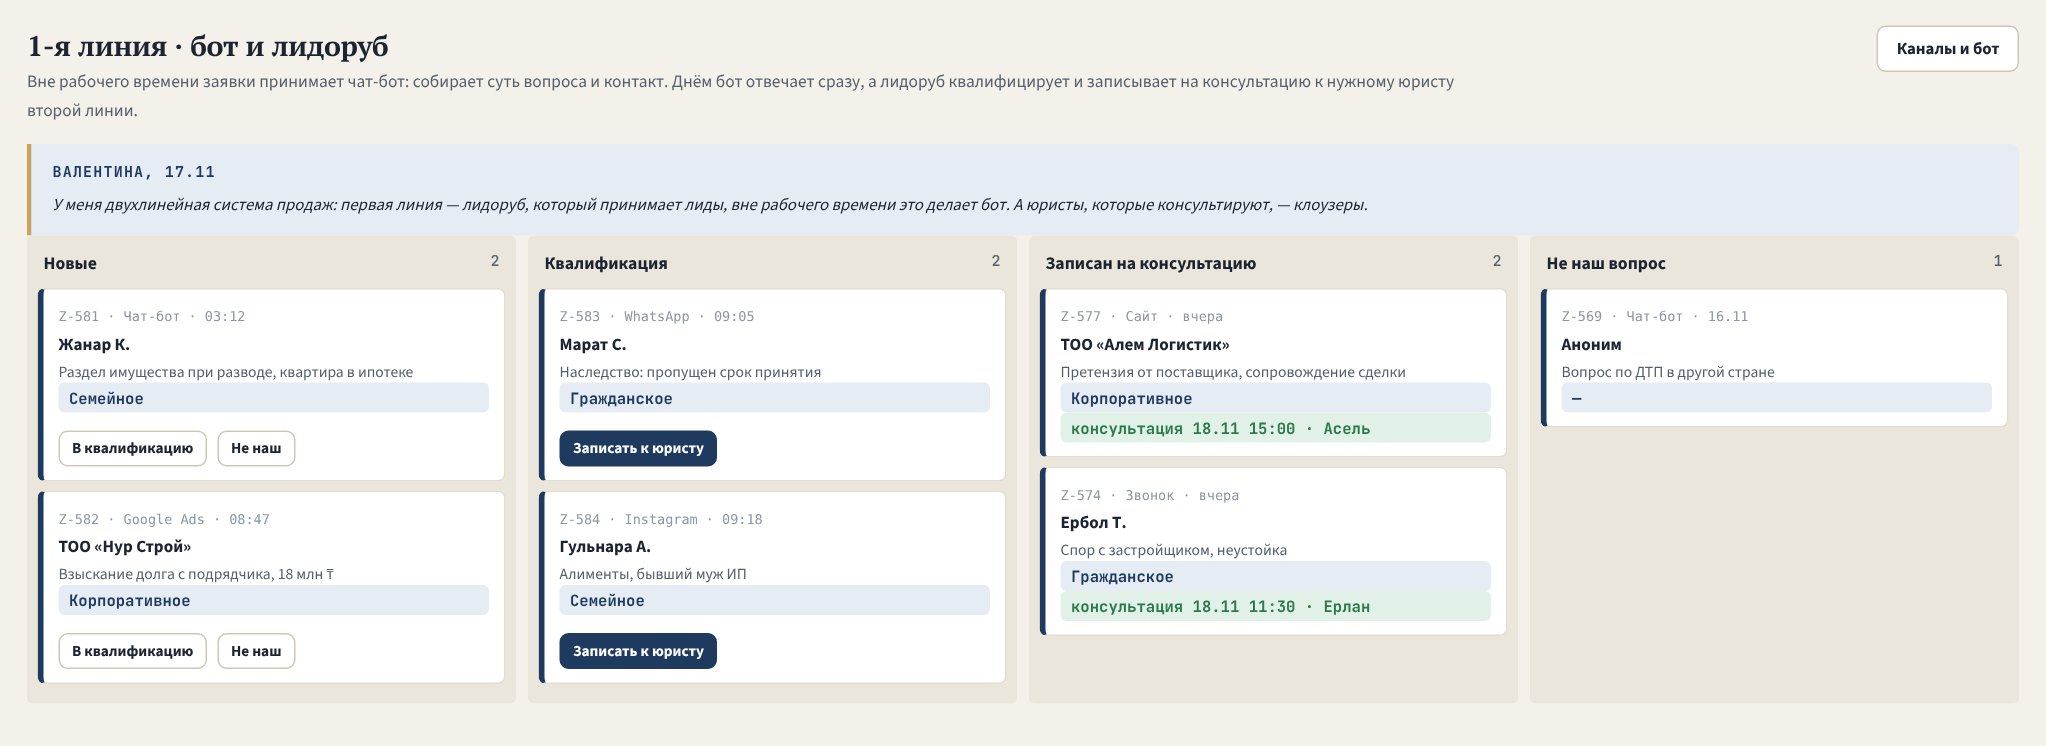 1-я линия · бот и лидоруб
Каналы и бот
Вне рабочего времени заявки принимает чат-бот: собирает суть вопроса и контакт. Днём бот отвечает сразу, а лидоруб квалифицирует и записывает на консультацию к нужному юристу
второй линии.
ВАЛЕНТИНА, 17.11
У меня двухлинейная система продаж: первая линия — лидоруб, который принимает лиды, вне рабочего времени это делает бот. А юристы, которые консультируют, — клоузеры.
Новые 2
Z-581 · Чат-бот · 03:12
Жанар К.
Раздел имущества при разводе, квартира в ипотеке
Семейное
В квалификацию Не наш
Z-582 · Google Ads · 08:47
ТОО «Нур Строй»
Взыскание долга с подрядчика, 18 млн ₸
Корпоративное
В квалификацию Не наш
Квалификация 2
Z-583 · WhatsApp · 09:05
Марат С.
Наследство: пропущен срок принятия
Гражданское
Записать к юристу
Z-584 · Instagram · 09:18
Гульнара А.
Алименты, бывший муж ИП
Семейное
Записать к юристу
Записан на консультацию 2
Z-577 · Сайт · вчера
ТОО «Алем Логистик»
Претензия от поставщика, сопровождение сделки
Корпоративное
консультация 18.11 15:00 · Асель
Z-574 · Звонок · вчера
Ербол Т.
Спор с застройщиком, неустойка
Гражданское
консультация 18.11 11:30 · Ерлан
Не наш вопрос 1
Z-569 · Чат-бот · 16.11
Аноним
Вопрос по ДТП в другой стране
—